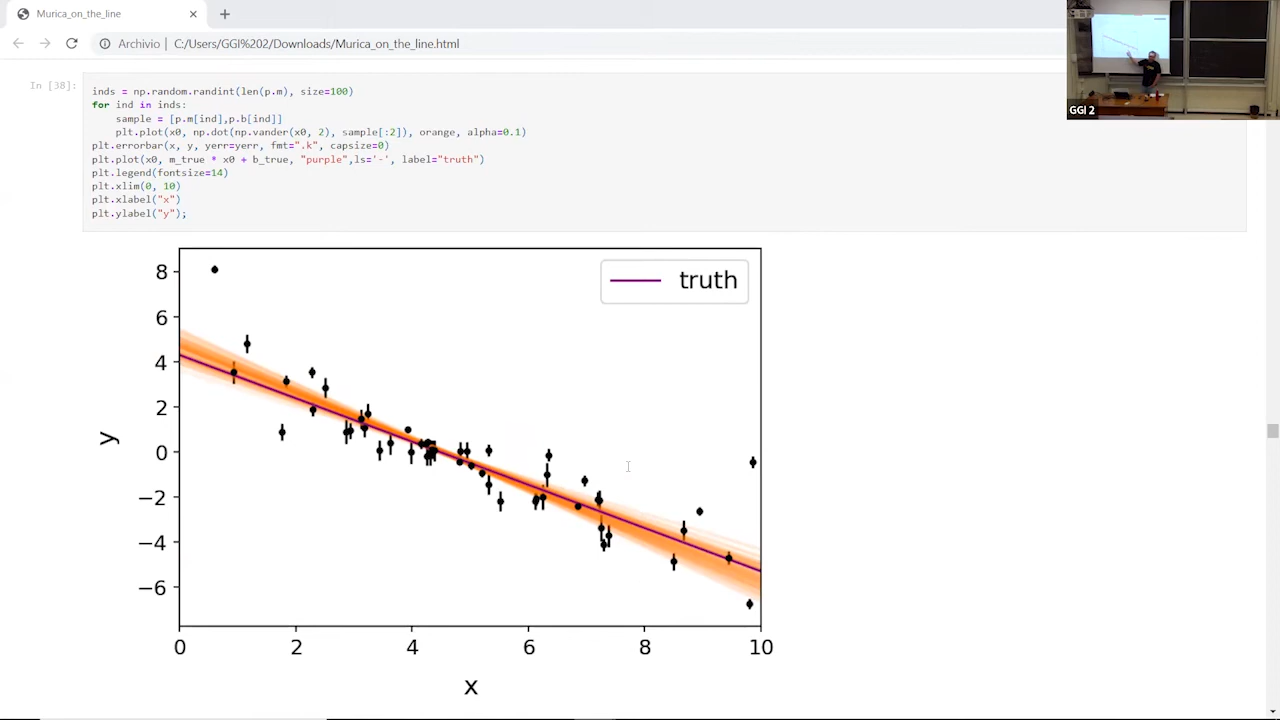 Murica_on_the_line
Archivio | C:/Users/GGI%202/Downloads/Murica_on_the_line.html
In [38]:
inds = np.random.randint(len(p.m), size=100)
for ind in inds:
    sample = [p.m[ind],p.b[ind]]
    plt.plot(x0, np.dot(np.vander(x0, 2), sample[:2]), orange, alpha=0.1)
plt.errorbar(x, y, yerr=yerr, fmt=".k", capsize=0)
plt.plot(x0, m_true * x0 + b_true, "purple",ls='-', label="truth")
plt.legend(fontsize=14)
plt.xlim(0, 10)
plt.xlabel("x")
plt.ylabel("y");
GGI 2
truth
8
6
4
2
0
−2
−4
−6
y
0 2 4 6 8 10
x